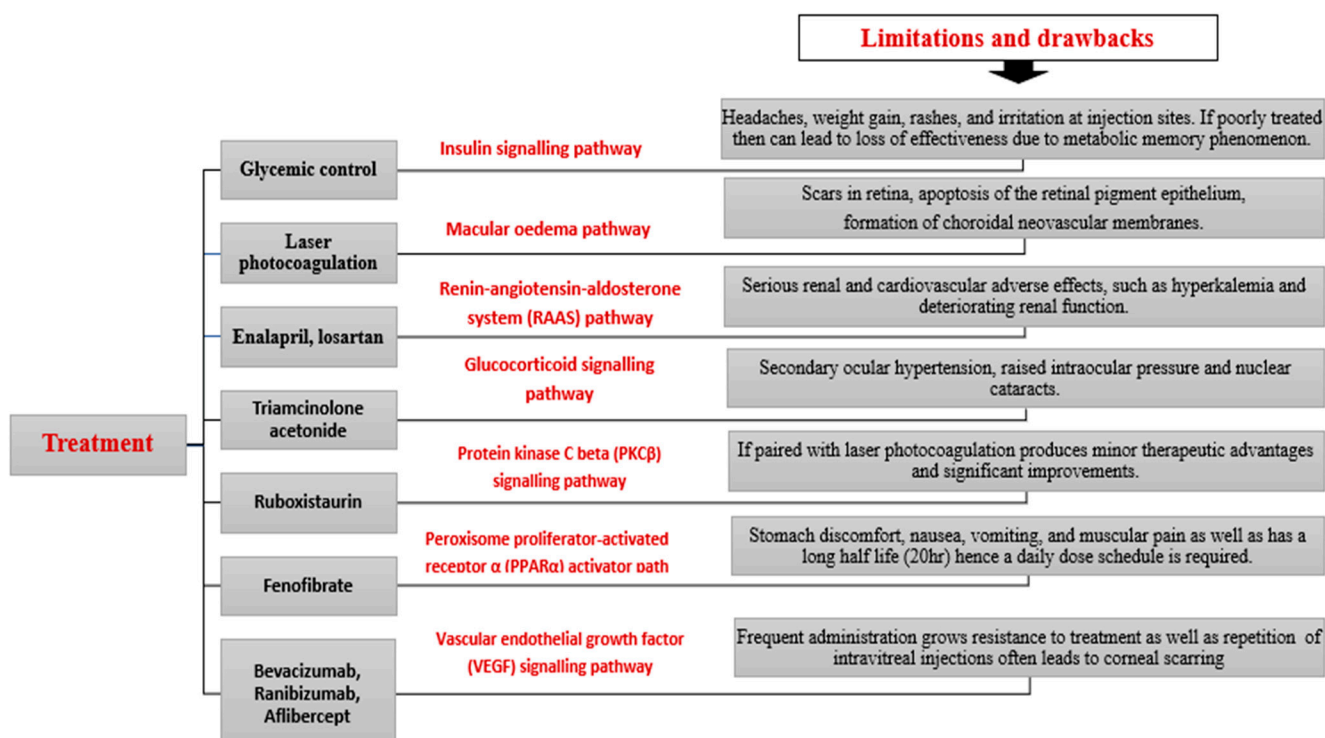 Limitations and drawbacks
Treatment
Glycemic control
Insulin signalling pathway
Headaches, weight gain, rashes, and irritation at injection sites. If poorly treated
then can lead to loss of effectiveness due to metabolic memory phenomenon.
Laser
photocoagulation
Macular oedema pathway
Scars in retina, apoptosis of the retinal pigment epithelium,
formation of choroidal neovascular membranes.
Enalapril, losartan
Renin-angiotensin-aldosterone
system (RAAS) pathway
Serious renal and cardiovascular adverse effects, such as hyperkalemia and
deteriorating renal function.
Triamcinolone
acetonide
Glucocorticoid signalling
pathway
Secondary ocular hypertension, raised intraocular pressure and nuclear
cataracts.
Ruboxistaurin
Protein kinase C beta (PKCβ)
signalling pathway
If paired with laser photocoagulation produces minor therapeutic advantages
and significant improvements.
Fenofibrate
Peroxisome proliferator-activated
receptor α (PPARα) activator path
Stomach discomfort, nausea, vomiting, and muscular pain as well as has a
long half life (20hr) hence a daily dose schedule is required.
Bevacizumab,
Ranibizumab,
Aflibercept
Vascular endothelial growth factor
(VEGF) signalling pathway
Frequent administration grows resistance to treatment as well as repetition of
intravitreal injections often leads to corneal scarring